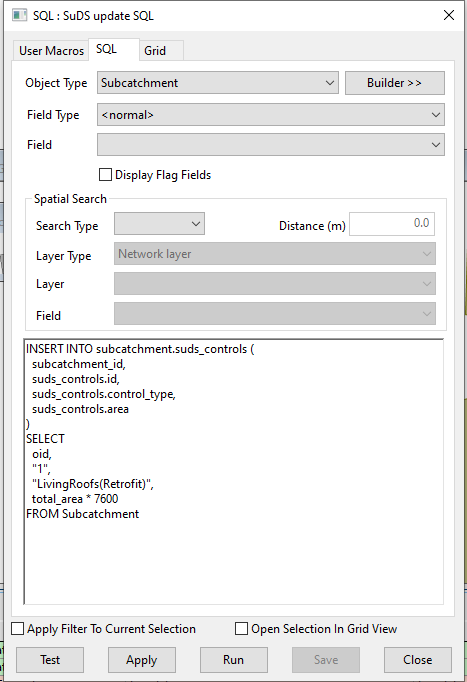 SQL : SuDS update SQL
User Macros
SQL
Grid
Object Type
Subcatchment
Builder >>
Field Type
<normal>
Field
Display Flag Fields
Spatial Search
Search Type
Distance (m)
0.0
Layer Type
Network layer
Layer
Field
INSERT INTO subcatchment.suds_controls (
subcatchment_id,
suds_controls.id,
suds_controls.control_type,
suds_controls.area
)
SELECT
oid,
"1",
"LivingRoofs(Retrofit)",
total_area * 7600
FROM Subcatchment
Apply Filter To Current Selection
Open Selection In Grid View
Test
Apply
Run
Save
Close